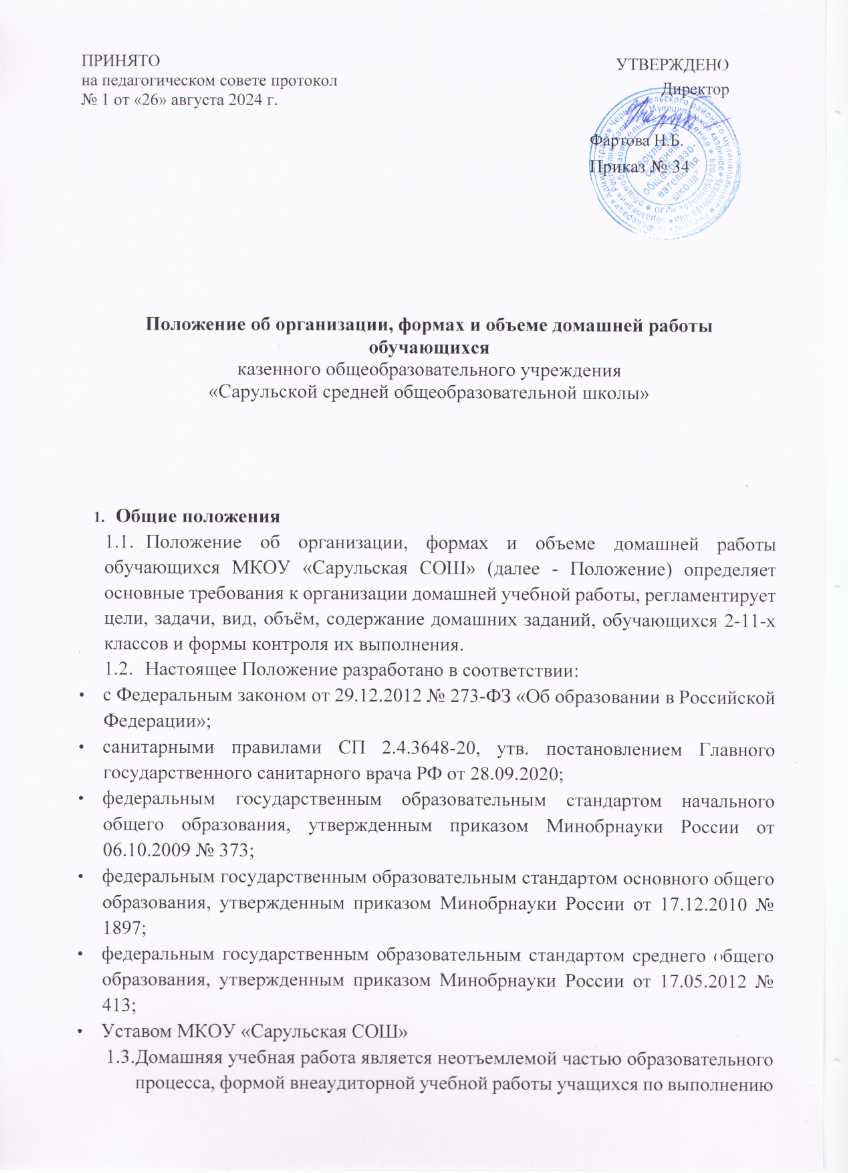 ПРИНЯТО
на педагогическом совете протокол
№ 1 от «26» августа 2024 г.
УТВЕРЖДЕНО
Директор
Фартова Н.Б.
Приказ № 34
Положение об организации, формах и объеме домашней работы
обучающихся
казенного общеобразовательного учреждения
«Сарульской средней общеобразовательной школы»
1. Общие положения
1.1. Положение об организации, формах и объеме домашней работы
обучающихся МКОУ «Сарульская СОШ» (далее - Положение) определяет
основные требования к организации домашней учебной работы, регламентирует
цели, задачи, вид, объём, содержание домашних заданий, обучающихся 2-11-х
классов и формы контроля их выполнения.
1.2. Настоящее Положение разработано в соответствии:
• с Федеральным законом от 29.12.2012 № 273-ФЗ «Об образовании в Российской
Федерации»;
• санитарными правилами СП 2.4.3648-20, утв. постановлением Главного
государственного санитарного врача РФ от 28.09.2020;
• федеральным государственным образовательным стандартом начального
общего образования, утвержденным приказом Минобрнауки России от
06.10.2009 № 373;
• федеральным государственным образовательным стандартом основного общего
образования, утвержденным приказом Минобрнауки России от 17.12.2010 №
1897;
• федеральным государственным образовательным стандартом среднего общего
образования, утвержденным приказом Минобрнауки России от 17.05.2012 №
413;
• Уставом МКОУ «Сарульская СОШ»
1.3.Домашняя учебная работа является неотъемлемой частью образовательного
процесса, формой внеаудиторной учебной работы учащихся по выполнению